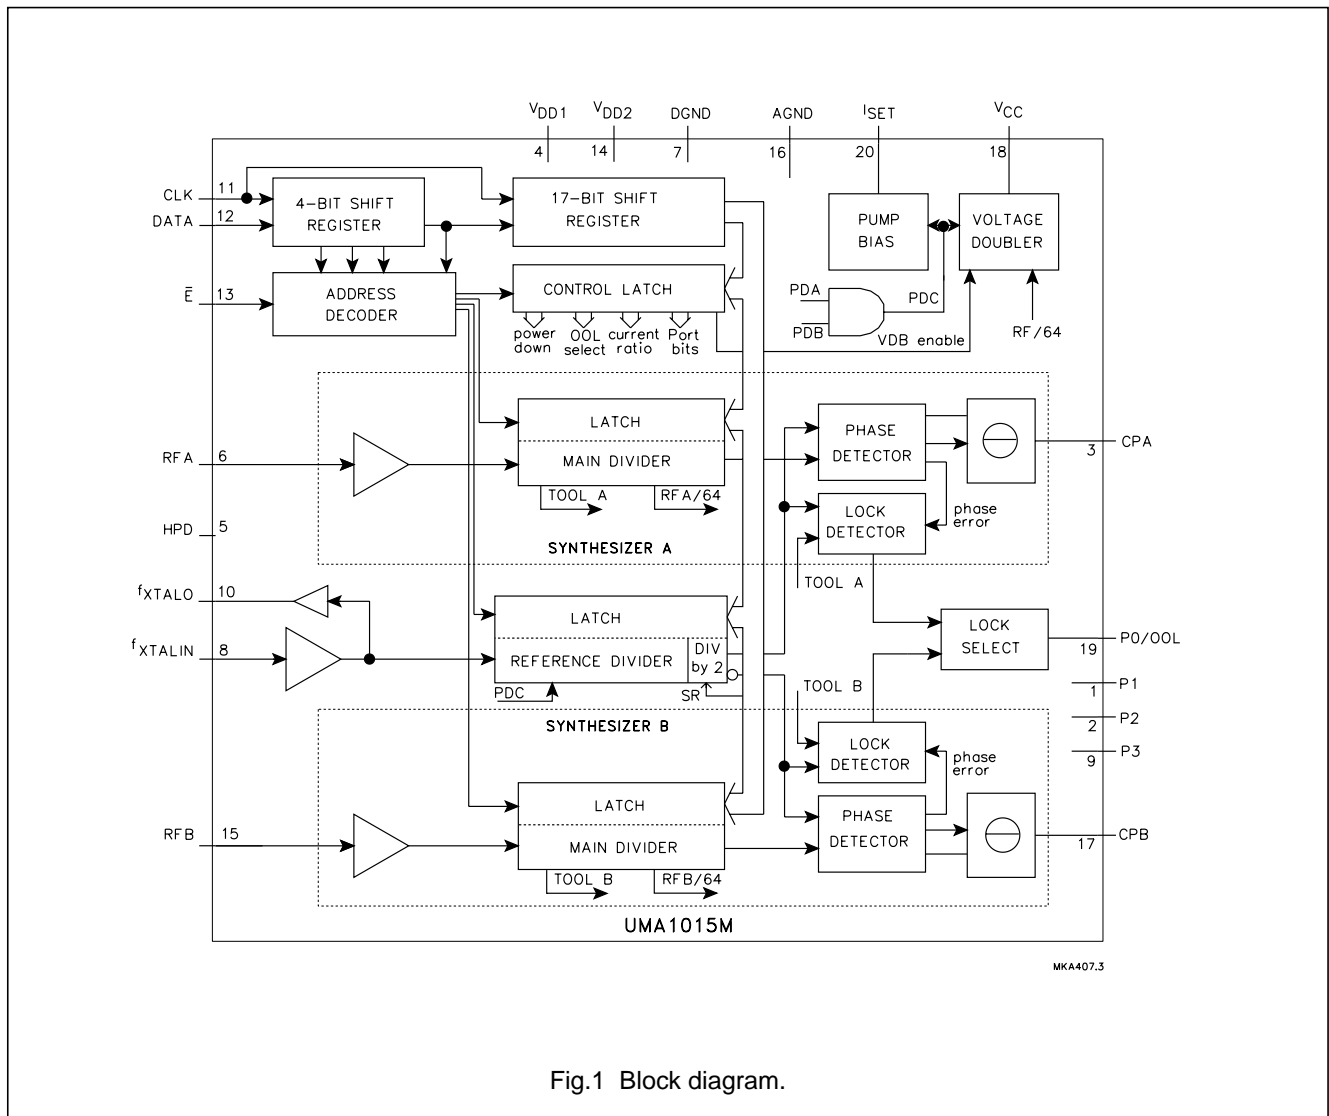 VDD1
VDD2
DGND
AGND
ISET
VCC
4
14
7
16
20
18
CLK
11
DATA
12
4-BIT SHIFT
REGISTER
17-BIT SHIFT
REGISTER
PUMP
BIAS
VOLTAGE
DOUBLER
E̅
13
ADDRESS
DECODER
CONTROL LATCH
PDA
PDB
PDC
RF/64
power
down
OOL
select
current
ratio
Port
bits
VDB enable
RFA
6
LATCH
MAIN DIVIDER
TOOL A
RFA/64
PHASE
DETECTOR
CPA
3
LOCK
DETECTOR
phase
error
HPD
5
SYNTHESIZER A
TOOL A
fXTALO
10
fXTALIN
8
LATCH
REFERENCE DIVIDER
DIV
by 2
PDC
SR
LOCK
SELECT
P0/OOL
19
TOOL B
P1
1
P2
2
P3
9
SYNTHESIZER B
LOCK
DETECTOR
phase
error
RFB
15
LATCH
MAIN DIVIDER
TOOL B
RFB/64
PHASE
DETECTOR
CPB
17
UMA1015M
MKA407.3
Fig.1 Block diagram.